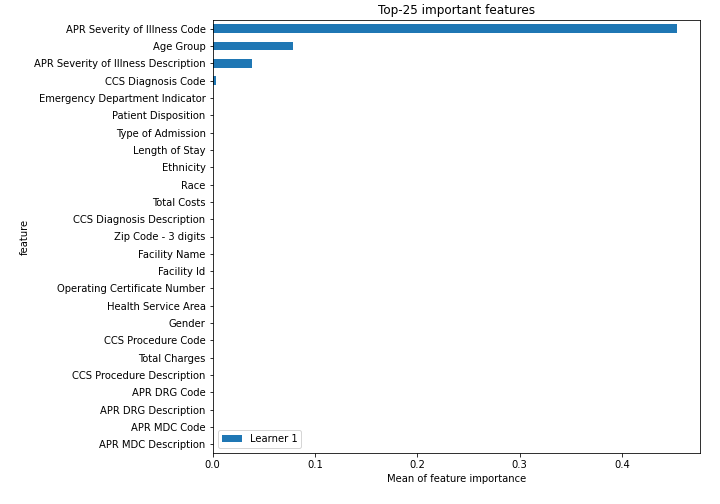 Top-25 important features
APR Severity of Illness Code
Age Group
APR Severity of Illness Description
CCS Diagnosis Code
Emergency Department Indicator
Patient Disposition
Type of Admission
Length of Stay
Ethnicity
Race
Total Costs
CCS Diagnosis Description
Zip Code - 3 digits
Facility Name
Facility Id
Operating Certificate Number
Health Service Area
Gender
CCS Procedure Code
Total Charges
CCS Procedure Description
APR DRG Code
APR DRG Description
APR MDC Code
APR MDC Description
feature
Learner 1
0.0 0.1 0.2 0.3 0.4
Mean of feature importance